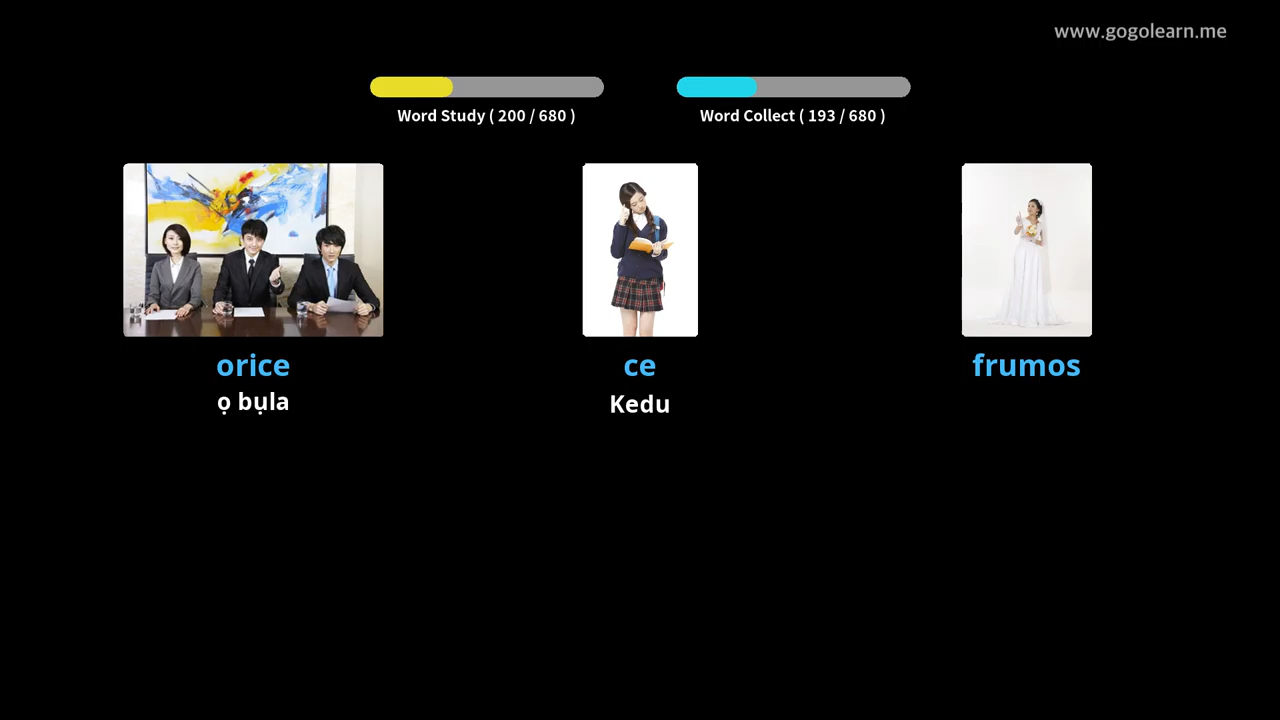 www.gogolearn.me
Word Study ( 200 / 680 )
Word Collect ( 193 / 680 )
orice
ọ bụla
ce
Kedu
frumos